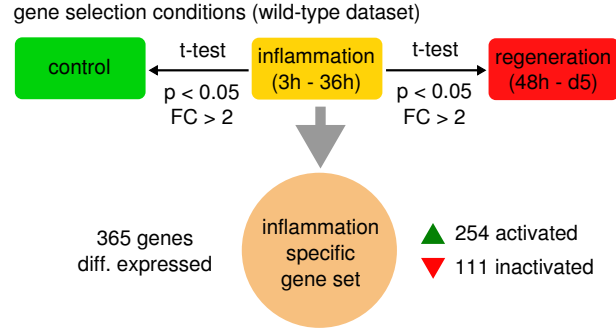 gene selection conditions (wild-type dataset)
control
t-test
p < 0.05
FC > 2
inflammation
(3h - 36h)
t-test
p < 0.05
FC > 2
regeneration
(48h - d5)
365 genes
diff. expressed
inflammation
specific
gene set
254 activated
111 inactivated